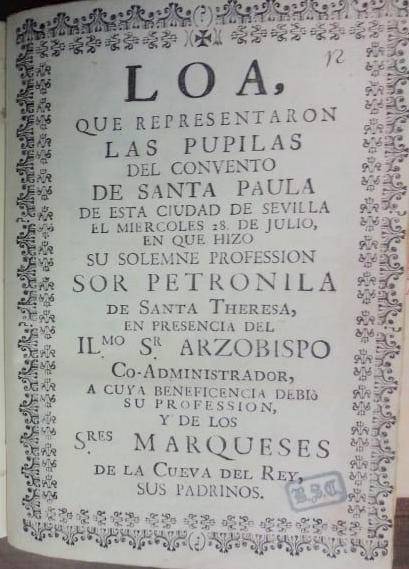 12
LOA,
QUE REPRESENTARON
LAS PUPILAS
DEL CONVENTO
DE SANTA PAULA
DE ESTA CIUDAD DE SEVILLA
EL MIERCOLES 28. DE JULIO,
EN QUE HIZO
SU SOLEMNE PROFESSION
SOR PETRONILA
DE SANTA THERESA,
EN PRESENCIA DEL
IL.MO SR ARZOBISPO
CO-ADMINISTRADOR,
A CUYA BENEFICENCIA DEBIÒ
SU PROFESSION,
Y DE LOS
S.RES MARQUESES
DE LA CUEVA DEL REY,
SUS PADRINOS.